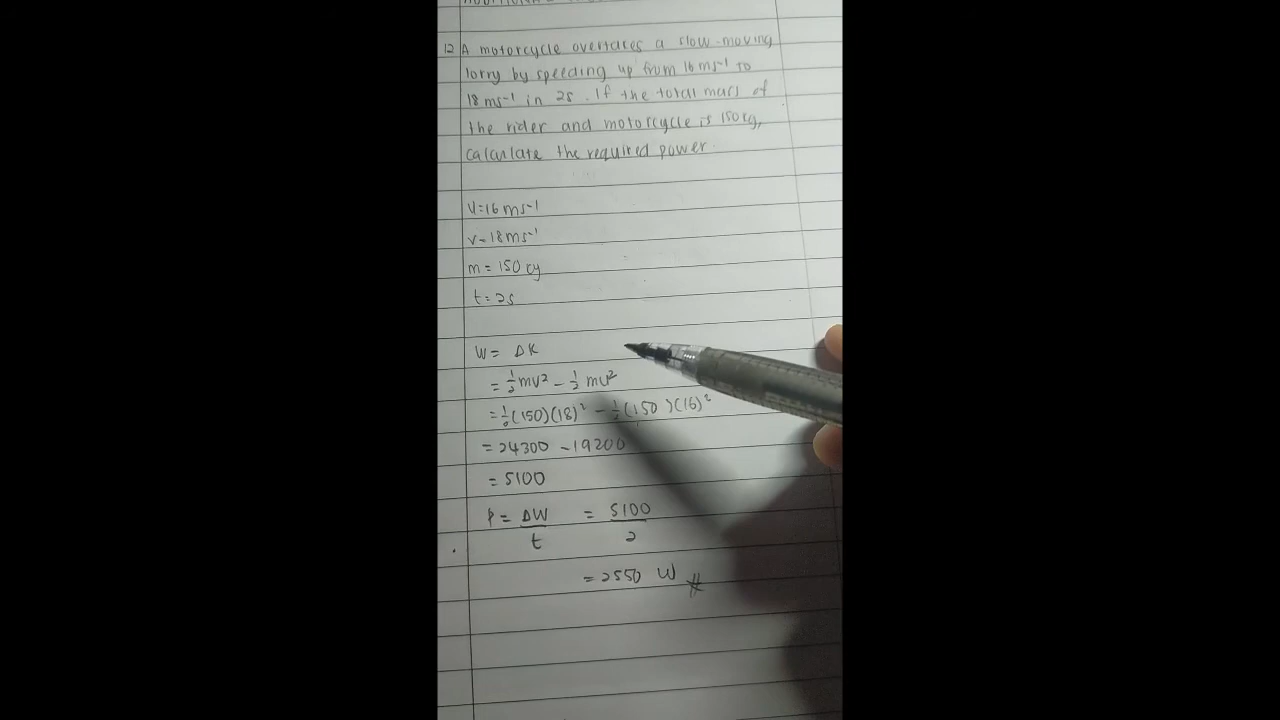 12 A motorcycle overtakes a slow-moving
lorry by speeding up from 16 ms⁻¹ to
18 ms⁻¹ in 2s. If the total mass of
the rider and motorcycle is 150kg,
calculate the required power.
u=16ms⁻¹
v=18ms⁻¹
m = 150 kg
t = 2s
W = ΔK
= ½mv² - ½mu²
= ½(150)(18)² - ½(150)(16)²
= 24300 - 19200
= 5100
P = ΔW/t = 5100/2
= 2550 W #